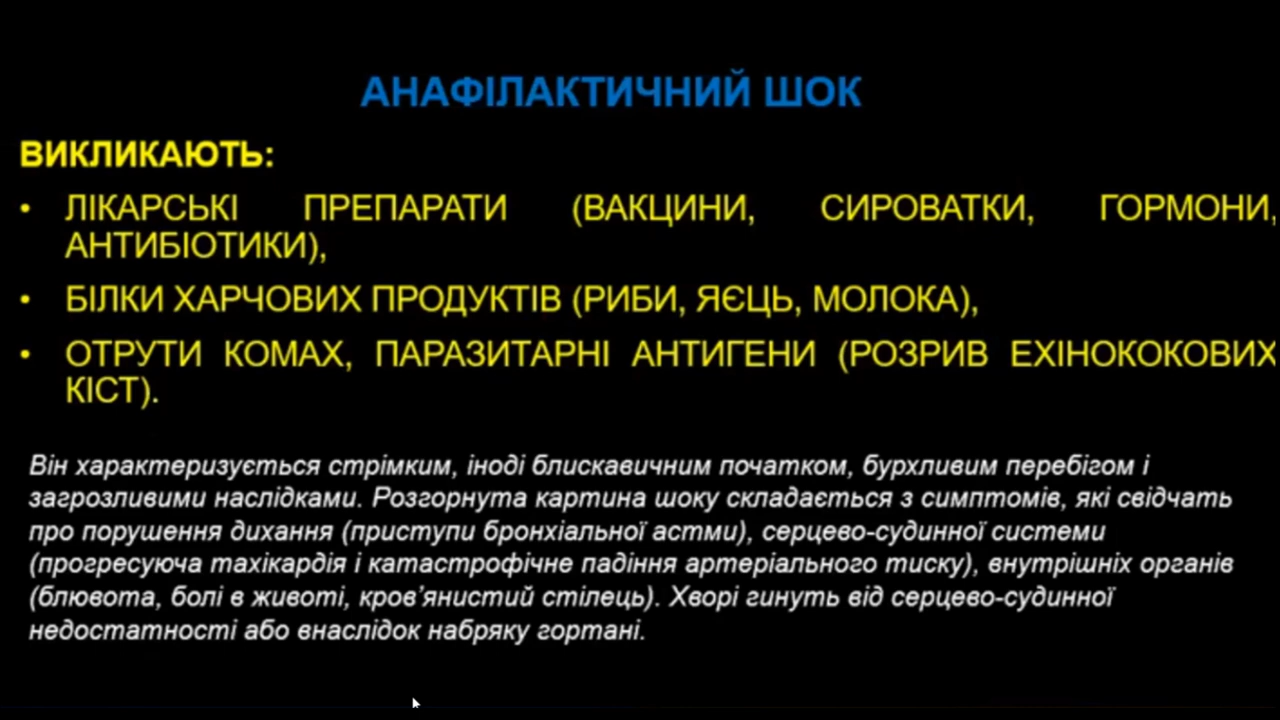 АНАФІЛАКТИЧНИЙ ШОК
ВИКЛИКАЮТЬ:
• ЛІКАРСЬКІ ПРЕПАРАТИ (ВАКЦИНИ, СИРОВАТКИ, ГОРМОНИ,
АНТИБІОТИКИ),
• БІЛКИ ХАРЧОВИХ ПРОДУКТІВ (РИБИ, ЯЄЦЬ, МОЛОКА),
• ОТРУТИ КОМАХ, ПАРАЗИТАРНІ АНТИГЕНИ (РОЗРИВ ЕХІНОКОКОВИХ
КІСТ).
Він характеризується стрімким, іноді блискавичним початком, бурхливим перебігом і
загрозливими наслідками. Розгорнута картина шоку складається з симптомів, які свідчать
про порушення дихання (приступи бронхіальної астми), серцево-судинної системи
(прогресуюча тахікардія і катастрофічне падіння артеріального тиску), внутрішніх органів
(блювота, болі в животі, кров’янистий стілець). Хворі гинуть від серцево-судинної
недостатності або внаслідок набряку гортані.